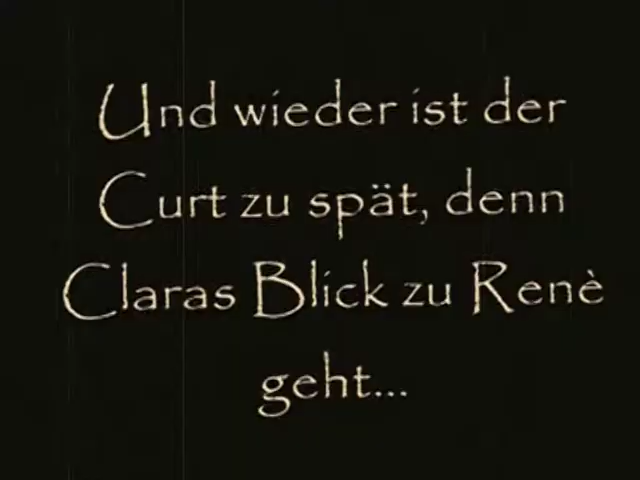 Und wieder ist der
Curt zu spät, denn
Claras Blick zu Renè
geht...